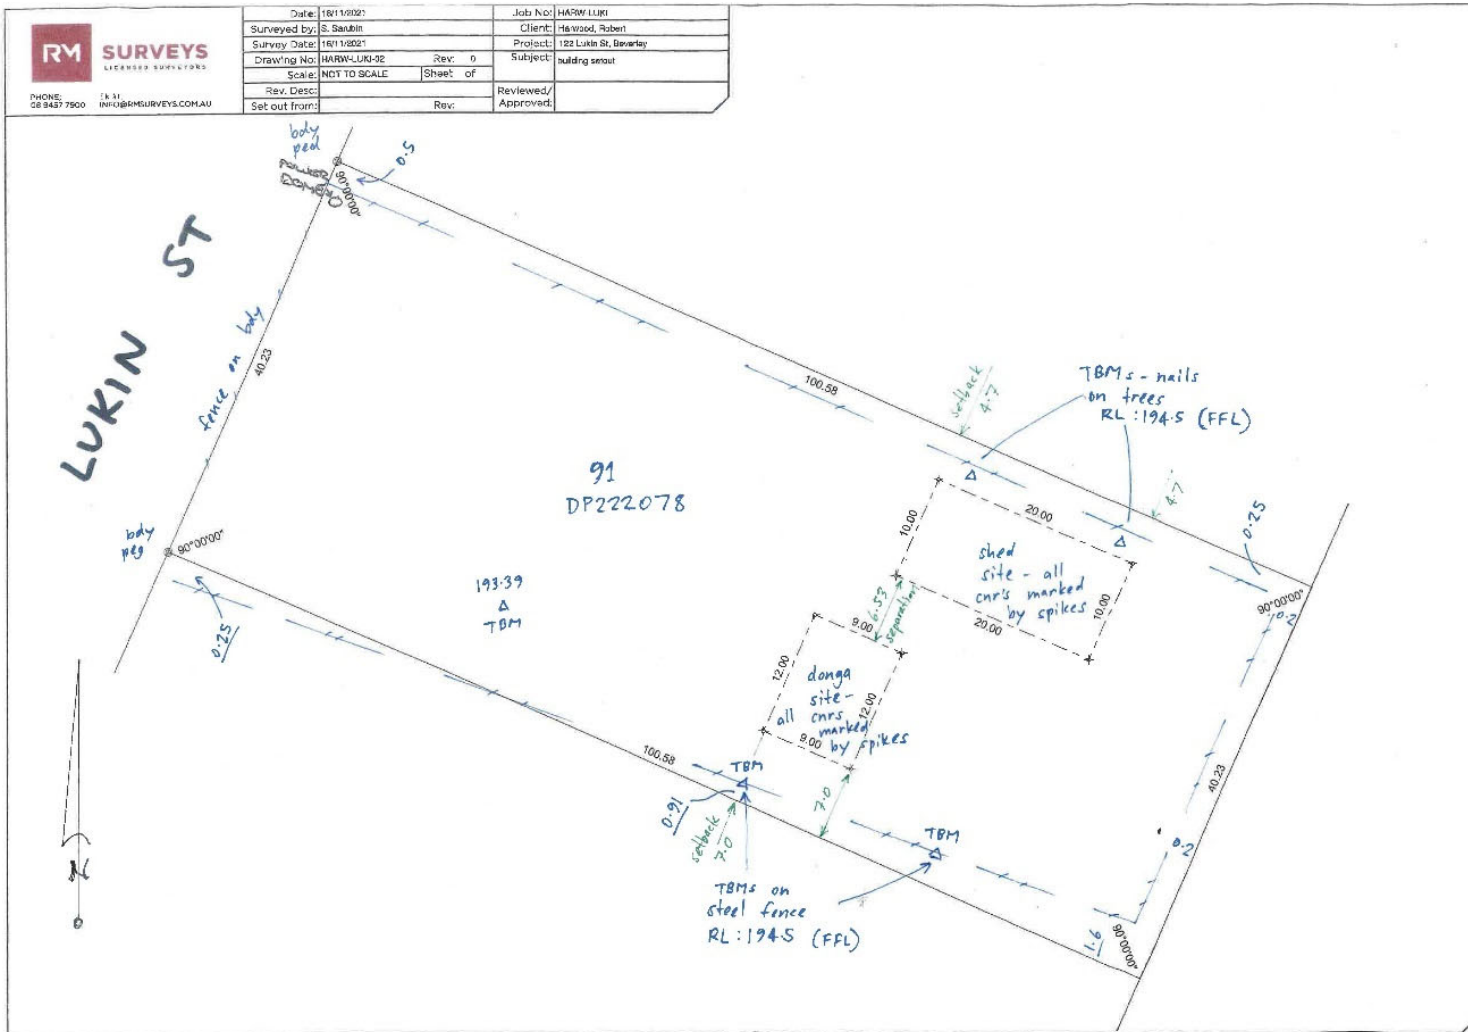 RM SURVEYS
LICENSED SURVEYORS
PHONE:
08 9457 7900
EMAIL
INFO@RMSURVEYS.COM.AU
Date: 16/11/2021
Surveyed by: S. Sarubin
Survey Date: 16/11/2021
Drawing No: HARW-LUKI-02 Rev: 0
Scale: NOT TO SCALE Sheet of
Rev. Desc:
Set out from: Rev:
Job No: HARW-LUKI
Client: Harwood, Robert
Project: 122 Lukin St, Beverley
Subject: building setout
Reviewed/
Approved:
bdy
peg
POWER
0.5
90°00'00"
LUKIN ST
fence on bdy
40.23
100.58
setback
4.7
TBMs - nails
on trees
RL : 194.5 (FFL)
4.7
0.25
91
DP222078
10.00
20.00
shed
site - all
cnr's marked
by spikes
10.00
20.00
90°00'00"
0.2
bdy
peg
90°00'00"
0.25
193.39
TBM
6.53
separation
9.00
12.00
donga
site -
all cnrs
marked
by spikes
12.00
9.00
100.58
TBM
0.91
setback
7.0
7.0
TBM
40.23
0.2
TBMs on
steel fence
RL : 194.5 (FFL)
1.6
90°00'00"
N